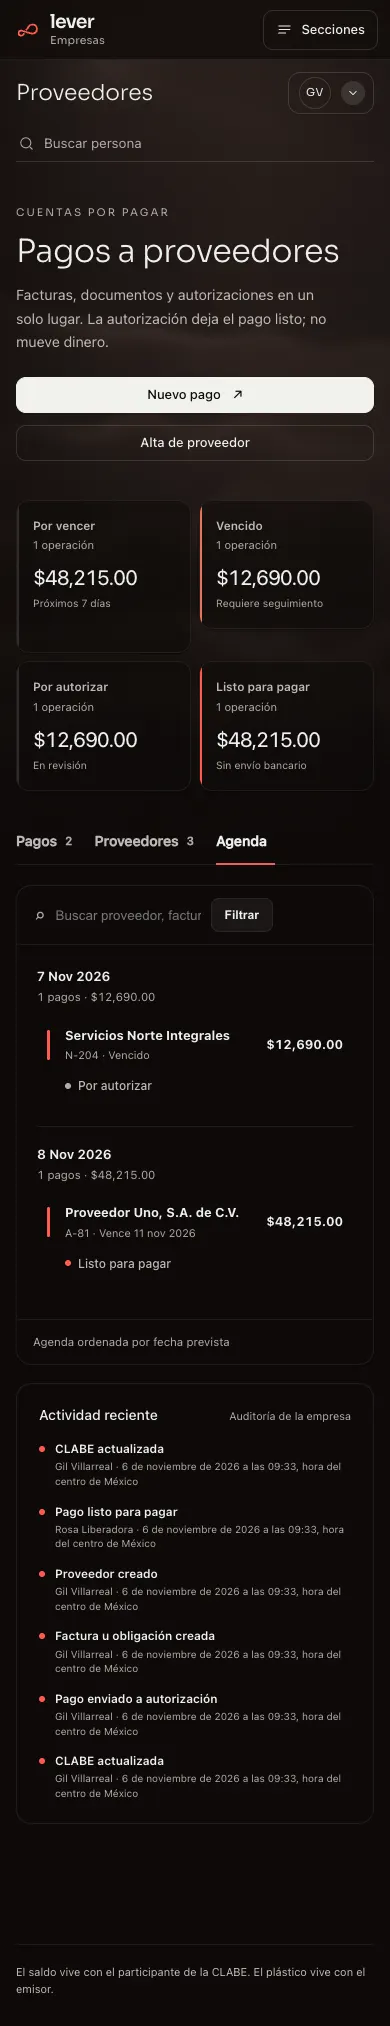 lever
Empresas
Secciones
Proveedores
GV
Buscar persona
CUENTAS POR PAGAR
Pagos a proveedores
Facturas, documentos y autorizaciones en un
solo lugar. La autorización deja el pago listo; no
mueve dinero.
Nuevo pago
Alta de proveedor
Por vencer
1 operación
$48,215.00
Próximos 7 días
Vencido
1 operación
$12,690.00
Requiere seguimiento
Por autorizar
1 operación
$12,690.00
En revisión
Listo para pagar
1 operación
$48,215.00
Sin envío bancario
Pagos 2 Proveedores 3 Agenda
Buscar proveedor, factur Filtrar
7 Nov 2026
1 pagos · $12,690.00
Servicios Norte Integrales
N-204 · Vencido
$12,690.00
Por autorizar
8 Nov 2026
1 pagos · $48,215.00
Proveedor Uno, S.A. de C.V.
A-81 · Vence 11 nov 2026
$48,215.00
Listo para pagar
Agenda ordenada por fecha prevista
Actividad reciente Auditoría de la empresa
CLABE actualizada
Gil Villarreal · 6 de noviembre de 2026 a las 09:33, hora del
centro de México
Pago listo para pagar
Rosa Liberadora · 6 de noviembre de 2026 a las 09:33, hora
del centro de México
Proveedor creado
Gil Villarreal · 6 de noviembre de 2026 a las 09:33, hora del
centro de México
Factura u obligación creada
Gil Villarreal · 6 de noviembre de 2026 a las 09:33, hora del
centro de México
Pago enviado a autorización
Gil Villarreal · 6 de noviembre de 2026 a las 09:33, hora del
centro de México
CLABE actualizada
Gil Villarreal · 6 de noviembre de 2026 a las 09:33, hora del
centro de México
El saldo vive con el participante de la CLABE. El plástico vive con el
emisor.